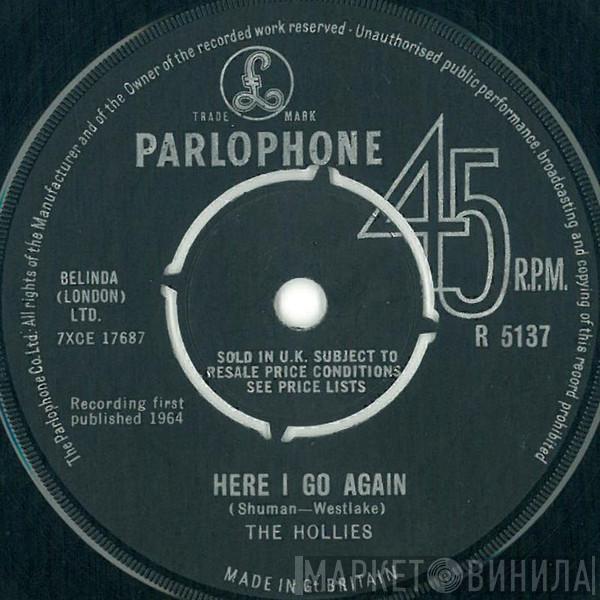 The Parlophone Co. Ltd. All rights of the Manufacturer and of the Owner of the recorded work reserved - Unauthorised public performance, broadcasting and copying of this record prohibited
£
TRADE MARK
PARLOPHONE
45 R.P.M.
R 5137
BELINDA
(LONDON)
LTD.
7XCE 17687
SOLD IN U.K. SUBJECT TO
RESALE PRICE CONDITIONS
SEE PRICE LISTS
Recording first
published 1964
HERE I GO AGAIN
(Shuman—Westlake)
THE HOLLIES
МАРКЕТ ВИНИЛА
MADE IN Gt. BRITAIN